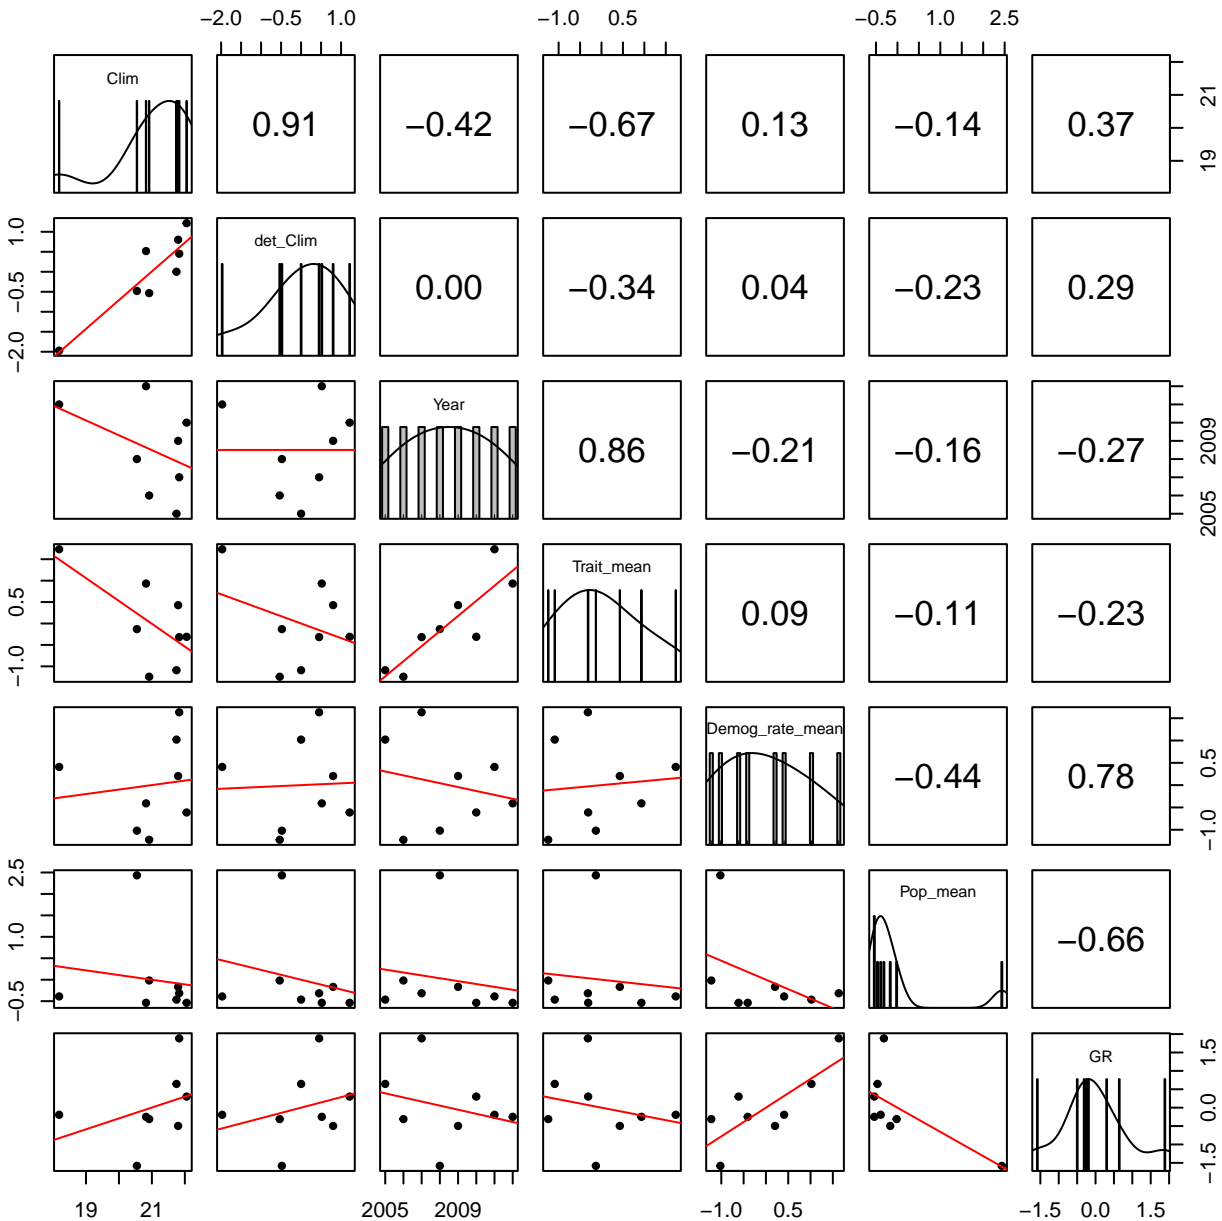 −2.0 −0.5 1.0 −1.0 0.5 −0.5 1.0 2.5
Clim
0.91 −0.42 −0.67 0.13 −0.14 0.37
19 21
−2.0 −0.5 1.0
det_Clim
0.00 −0.34 0.04 −0.23 0.29
Year
0.86 −0.21 −0.16 −0.27
2005 2009
−1.0 0.5
Trait_mean
0.09 −0.11 −0.23
Demog_rate_mean
−0.44 0.78
−1.0 0.5
−0.5 1.0 2.5
Pop_mean
−0.66
GR
−1.5 0.0 1.5
19 21 2005 2009 −1.0 0.5 −1.5 0.0 1.5